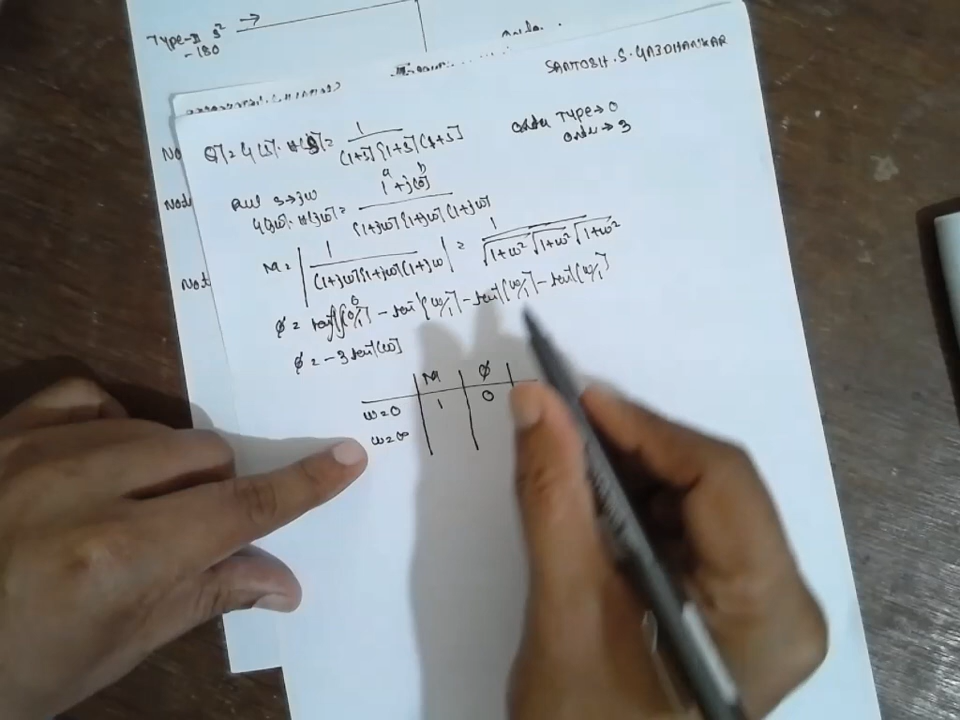 Type-II s²
-180
SANTOSH.S.GABDHANKAR
Q] = G(s)·H(s) = 1 / (1+s)(1+s)(1+s)
Type → 0
order → 3
Put s→jω
a b
G(jω)·H(jω) = 1+j(0) / (1+jω)(1+jω)(1+jω)
M = | 1 / (1+jω)(1+jω)(1+jω) | = 1 / √1+ω² √1+ω² √1+ω²
φ = tan⁻¹(0/1) - tan⁻¹(ω/1) - tan⁻¹(ω/1) - tan⁻¹(ω/1)
φ = -3 tan⁻¹(ω)
M φ
ω=0 1 0
ω=∞